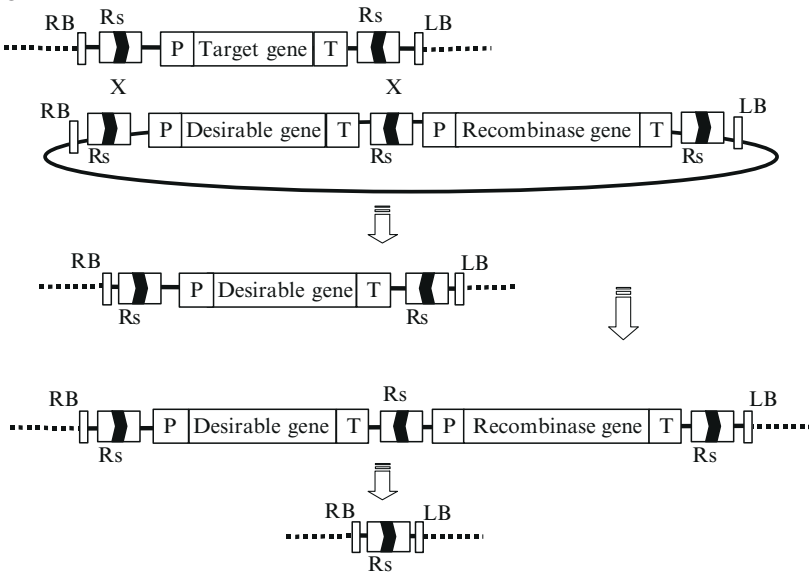 RB Rs Rs LB
P Target gene T
X X
RB LB
P Desirable gene T P Recombinase gene T
Rs Rs Rs
RB LB
P Desirable gene T
Rs Rs
RB Rs LB
P Desirable gene T P Recombinase gene T
Rs Rs
RB LB
Rs